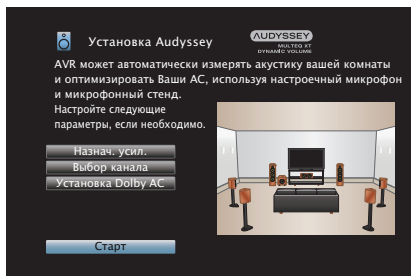 Установка Audyssey
AUDYSSEY
MULTEQ XT
DYNAMIC VOLUME
AVR может автоматически измерять акустику вашей комнаты
и оптимизировать Ваши АС, используя настроечный микрофон
и микрофонный стенд.
Настройте следующие
параметры, если необходимо.
Назнач. усил.
Выбор канала
Установка Dolby АС
Старт